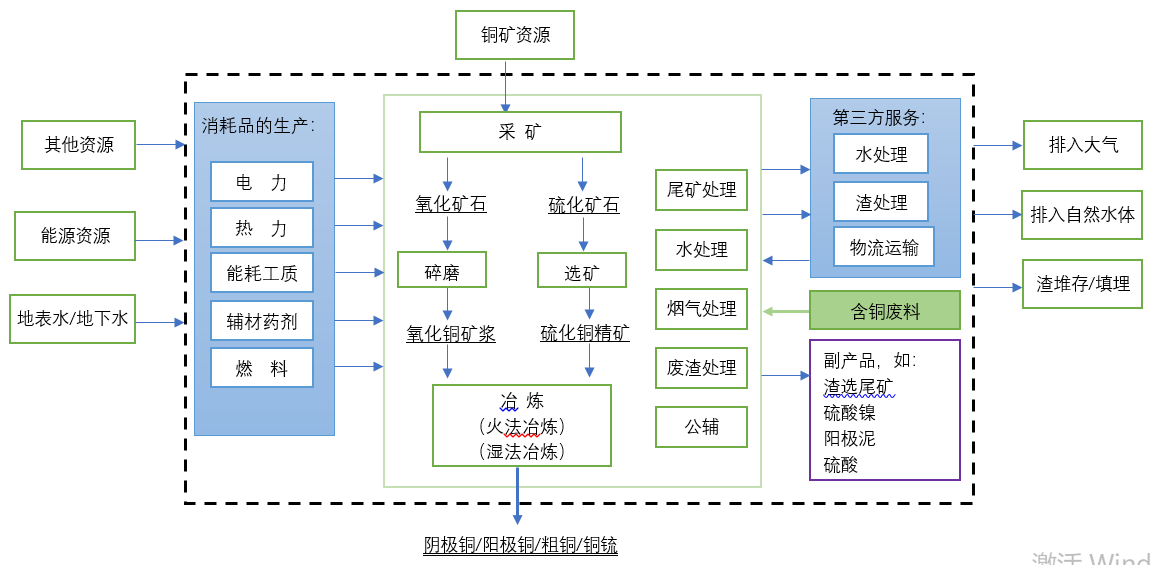 铜矿资源
其他资源
能源资源
地表水/地下水
消耗品的生产：
电 力
热 力
能耗工质
辅材药剂
燃 料
采 矿
氧化矿石
硫化矿石
碎磨
选矿
氧化铜矿浆
硫化铜精矿
冶 炼
（火法冶炼）
（湿法冶炼）
阴极铜/阳极铜/粗铜/铜锍
尾矿处理
水处理
烟气处理
废渣处理
公辅
第三方服务：
水处理
渣处理
物流运输
含铜废料
副产品，如：
渣选尾矿
硫酸镍
阳极泥
硫酸
排入大气
排入自然水体
渣堆存/填埋
激活 Wind